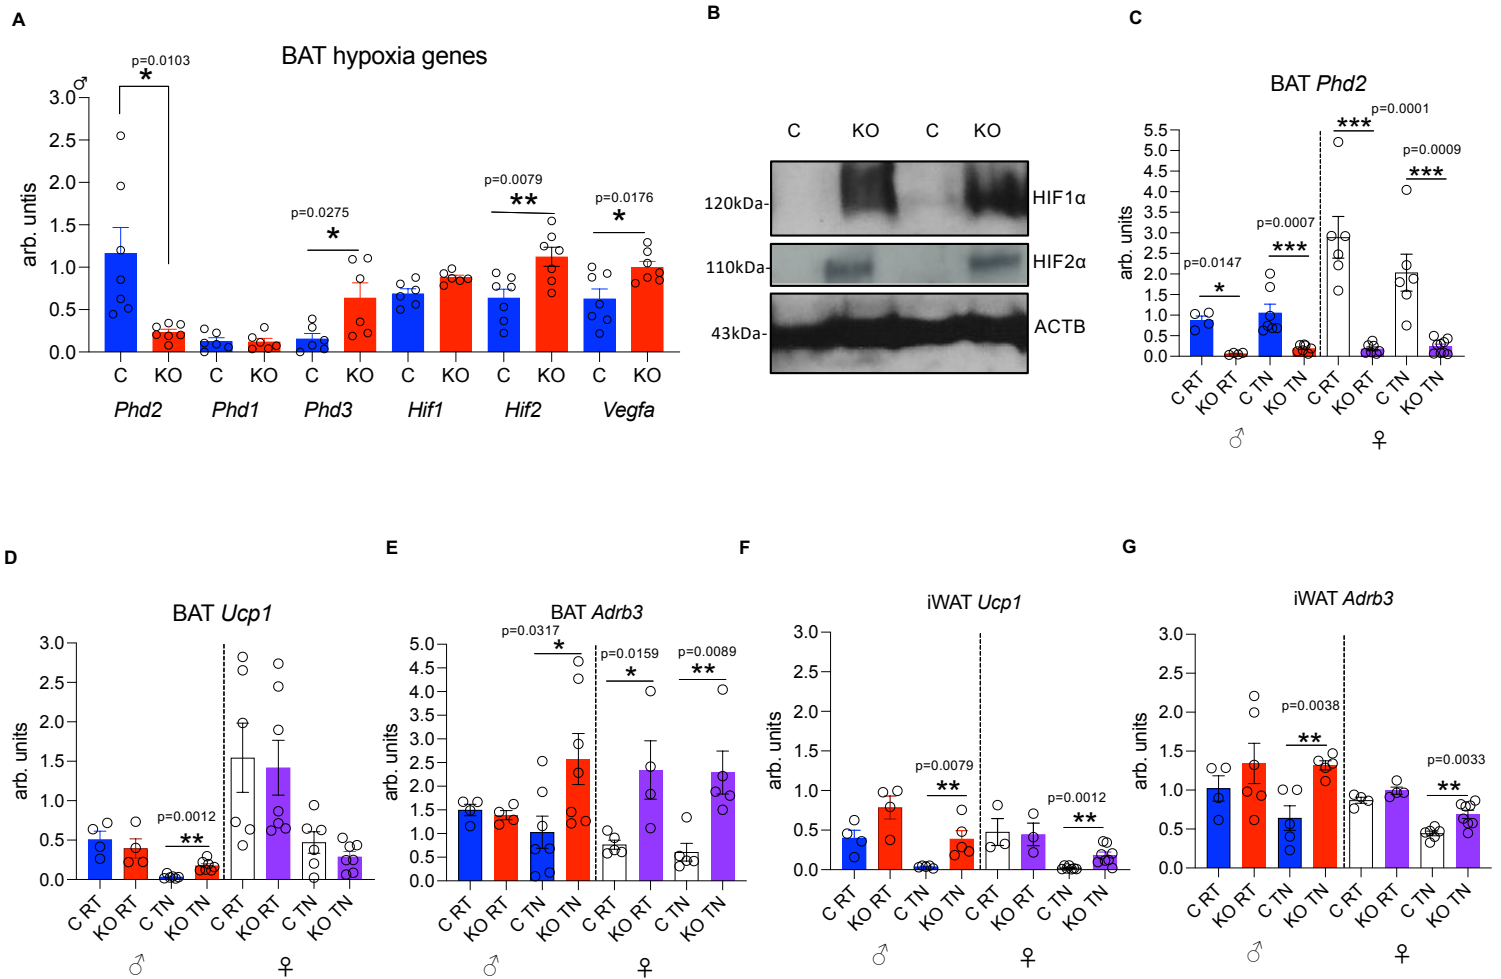 A
BAT hypoxia genes
p=0.0103
*
♂
3.0
2.5
2.0
1.5
1.0
0.5
0.0
arb. untis
p=0.0275
*
p=0.0079
**
p=0.0176
*
C KO C KO C KO C KO C KO C KO
Phd2 Phd1 Phd3 Hif1 Hif2 Vegfa
B
C KO C KO
120kDa- HIF1α
110kDa- HIF2α
43kDa- ACTB
C
BAT Phd2
5.5
5.0
4.5
4.0
3.5
3.0
2.5
2.0
1.5
1.0
0.5
0.0
arb. units
p=0.0147
*
p=0.0007
***
p=0.0001
***
p=0.0009
***
C RT KO RT C TN KO TN C RT KO RT C TN KO TN
♂ ♀
D
BAT Ucp1
3.0
2.5
2.0
1.5
1.0
0.5
0.0
arb. units
p=0.0012
**
C RT KO RT C TN KO TN C RT KO RT C TN KO TN
♂ ♀
E
BAT Adrb3
5.0
4.5
4.0
3.5
3.0
2.5
2.0
1.5
1.0
0.5
0.0
arb. units
p=0.0317
*
p=0.0159
*
p=0.0089
**
C RT KO RT C TN KO TN C RT KO RT C TN KO TN
♂ ♀
F
iWAT Ucp1
3.0
2.5
2.0
1.5
1.0
0.5
0.0
arb. units
p=0.0079
**
p=0.0012
**
C RT KO RT C TN KO TN C RT KO RT C TN KO TN
♂ ♀
G
iWAT Adrb3
3.0
2.5
2.0
1.5
1.0
0.5
0.0
arb. units
p=0.0038
**
p=0.0033
**
C RT KO RT C TN KO TN C RT KO RT C TN KO TN
♂ ♀